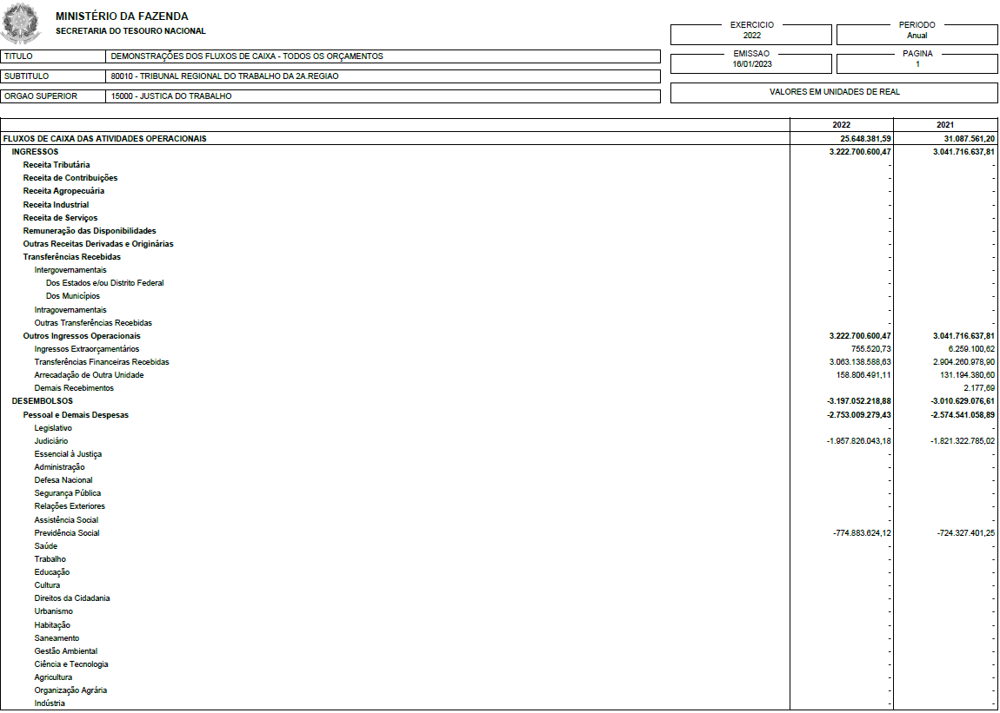 MINISTÉRIO DA FAZENDA
SECRETARIA DO TESOURO NACIONAL
EXERCICIO
2022
PERIODO
Anual
EMISSAO
16/01/2023
PAGINA
1
TITULO DEMONSTRAÇÕES DOS FLUXOS DE CAIXA - TODOS OS ORÇAMENTOS
SUBTITULO 80010 - TRIBUNAL REGIONAL DO TRABALHO DA 2A.REGIAO
ORGAO SUPERIOR 15000 - JUSTICA DO TRABALHO
VALORES EM UNIDADES DE REAL
2022 2021
FLUXOS DE CAIXA DAS ATIVIDADES OPERACIONAIS 25.648.381,59 31.087.561,20
INGRESSOS 3.222.700.600,47 3.041.716.637,81
Receita Tributária - -
Receita de Contribuições - -
Receita Agropecuária - -
Receita Industrial - -
Receita de Serviços - -
Remuneração das Disponibilidades - -
Outras Receitas Derivadas e Originárias - -
Transferências Recebidas - -
Intergovernamentais - -
Dos Estados e/ou Distrito Federal - -
Dos Municípios - -
Intragovernamentais - -
Outras Transferências Recebidas - -
Outros Ingressos Operacionais 3.222.700.600,47 3.041.716.637,81
Ingressos Extraorçamentários 755.520,73 6.259.100,62
Transferências Financeiras Recebidas 3.063.138.588,63 2.904.260.978,90
Arrecadação de Outra Unidade 158.806.491,11 131.194.380,60
Demais Recebimentos 2.177,69
DESEMBOLSOS -3.197.052.218,88 -3.010.629.076,61
Pessoal e Demais Despesas -2.753.009.279,43 -2.574.541.058,89
Legislativo - -
Judiciário -1.957.826.043,18 -1.821.322.785,02
Essencial à Justiça - -
Administração - -
Defesa Nacional - -
Segurança Pública - -
Relações Exteriores - -
Assistência Social - -
Previdência Social -774.883.624,12 -724.327.401,25
Saúde - -
Trabalho - -
Educação - -
Cultura - -
Direitos da Cidadania - -
Urbanismo - -
Habitação - -
Saneamento - -
Gestão Ambiental - -
Ciência e Tecnologia - -
Agricultura - -
Organização Agrária - -
Indústria - -